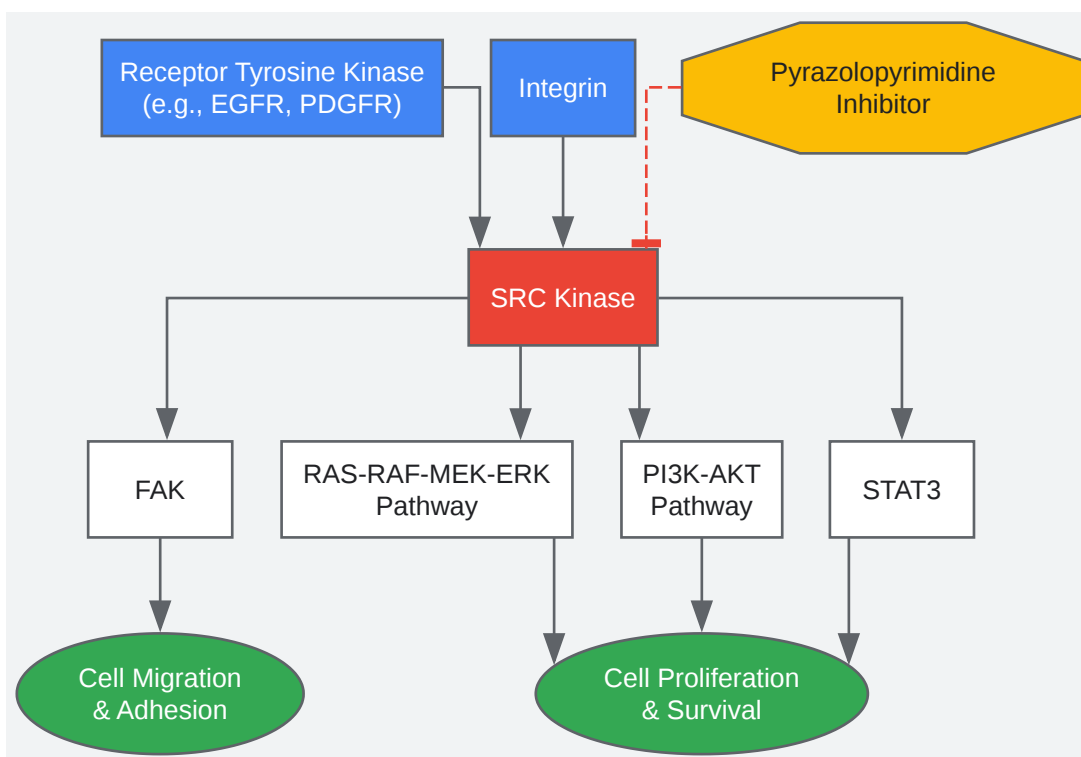 Receptor Tyrosine Kinase
(e.g., EGFR, PDGFR)
Integrin
Pyrazolopyrimidine
Inhibitor
SRC Kinase
FAK
RAS-RAF-MEK-ERK
Pathway
PI3K-AKT
Pathway
STAT3
Cell Migration
& Adhesion
Cell Proliferation
& Survival